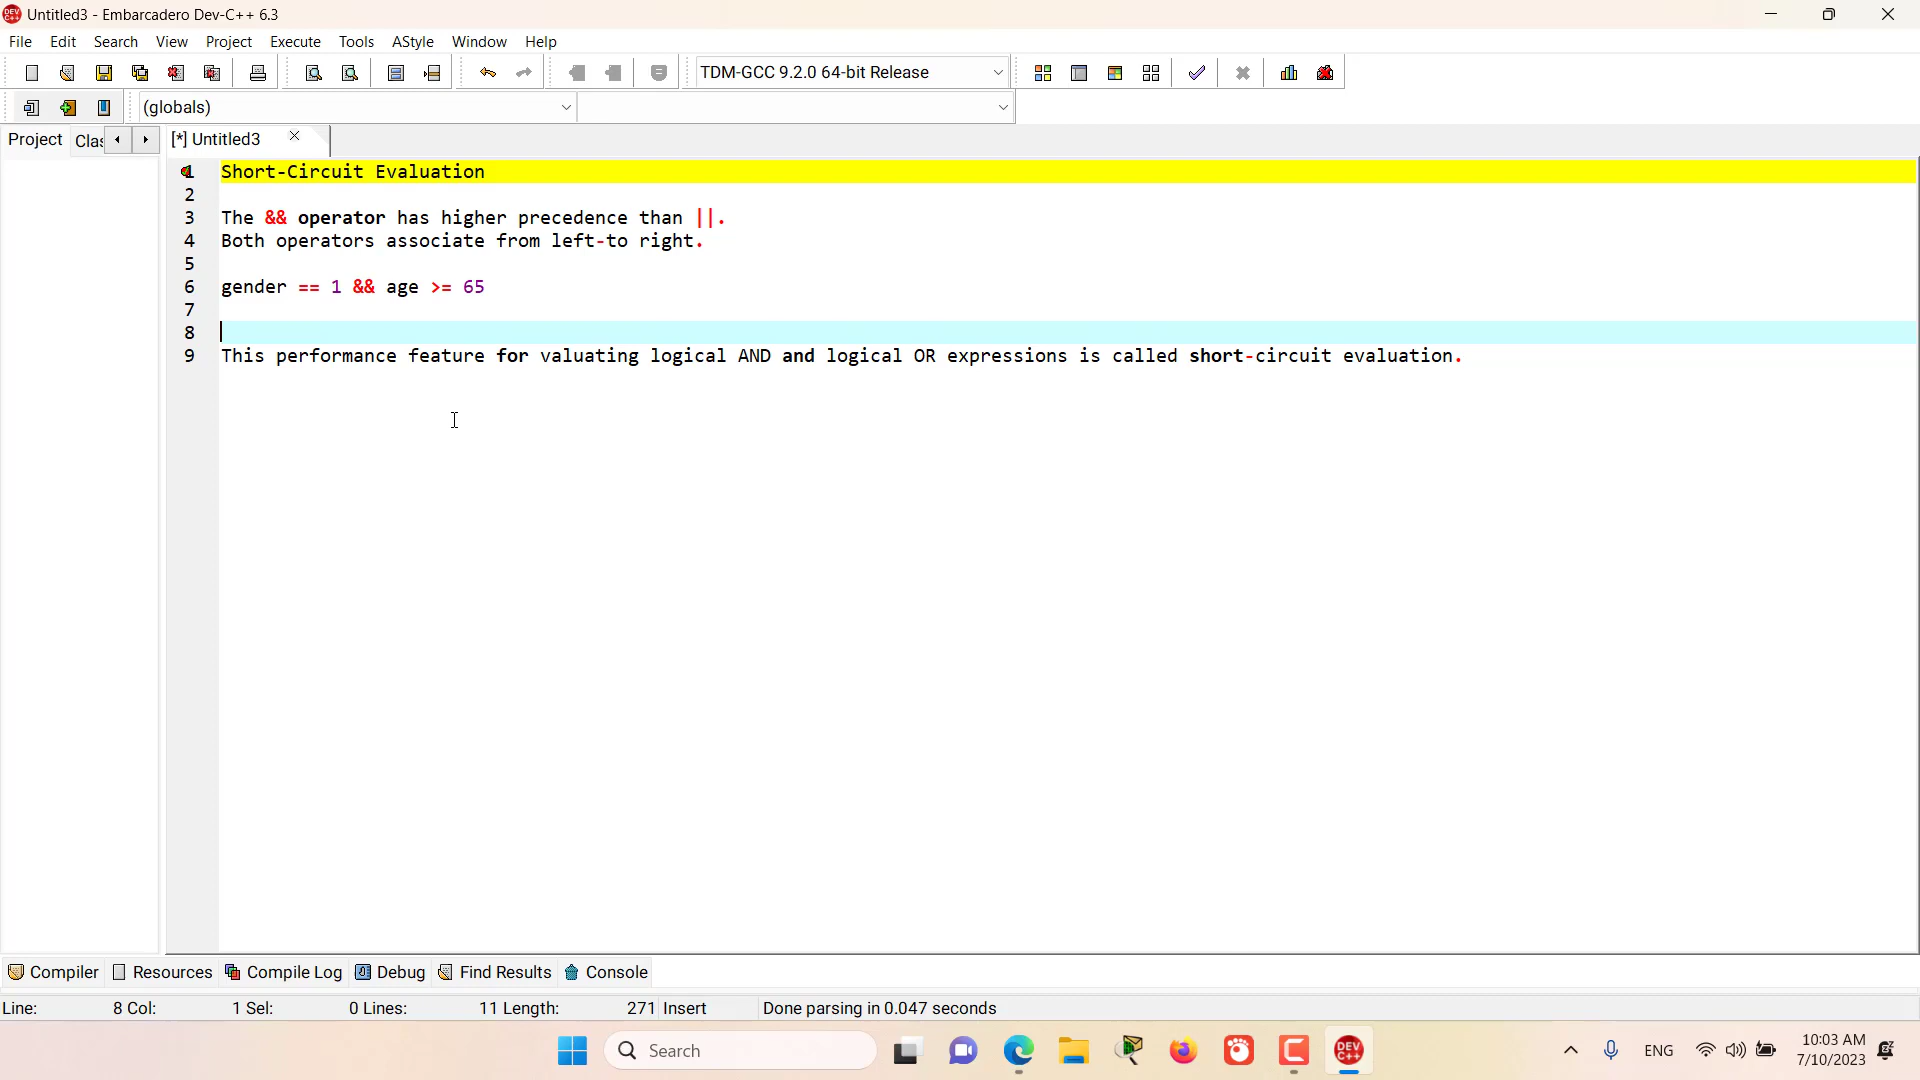 Untitled3 - Embarcadero Dev-C++ 6.3
File Edit Search View Project Execute Tools AStyle Window Help
TDM-GCC 9.2.0 64-bit Release
(globals)
Project Clas [*] Untitled3
1 Short-Circuit Evaluation
2
3 The && operator has higher precedence than ||.
4 Both operators associate from left-to right.
5
6 gender == 1 && age >= 65
7
8
9 This performance feature for valuating logical AND and logical OR expressions is called short-circuit evaluation.
Compiler Resources Compile Log Debug Find Results Console
Line: 8 Col: 1 Sel: 0 Lines: 11 Length: 271 Insert Done parsing in 0.047 seconds
Search DEV C++ ENG 10:03 AM
7/10/2023